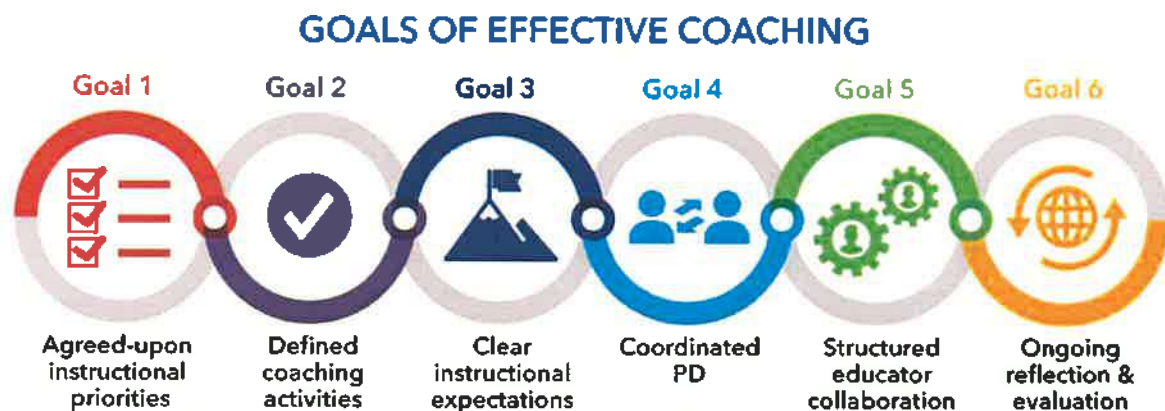 GOALS OF EFFECTIVE COACHING
Goal 1
Goal 2
Goal 3
Goal 4
Goal 5
Goal 6
Agreed-upon
instructional
priorities
Defined
coaching
activities
Clear
instructional
expectations
Coordinated
PD
Structured
educator
collaboration
Ongoing
reflection &
evaluation